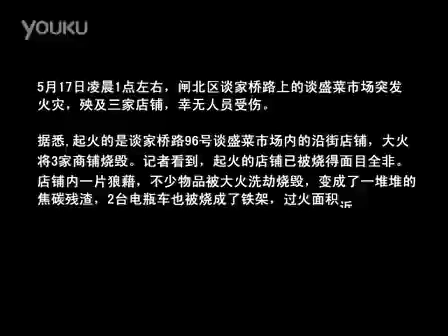 YOUKU
5月17日凌晨1点左右，闸北区谈家桥路上的谈盛菜市场突发
火灾，殃及三家店铺，幸无人员受伤。
据悉,起火的是谈家桥路96号谈盛菜市场内的沿街店铺，大火
将3家商铺烧毁。记者看到，起火的店铺已被烧得面目全非。
店铺内一片狼藉，不少物品被大火洗劫烧毁，变成了一堆堆的
焦碳残渣，2台电瓶车也被烧成了铁架，过火面积